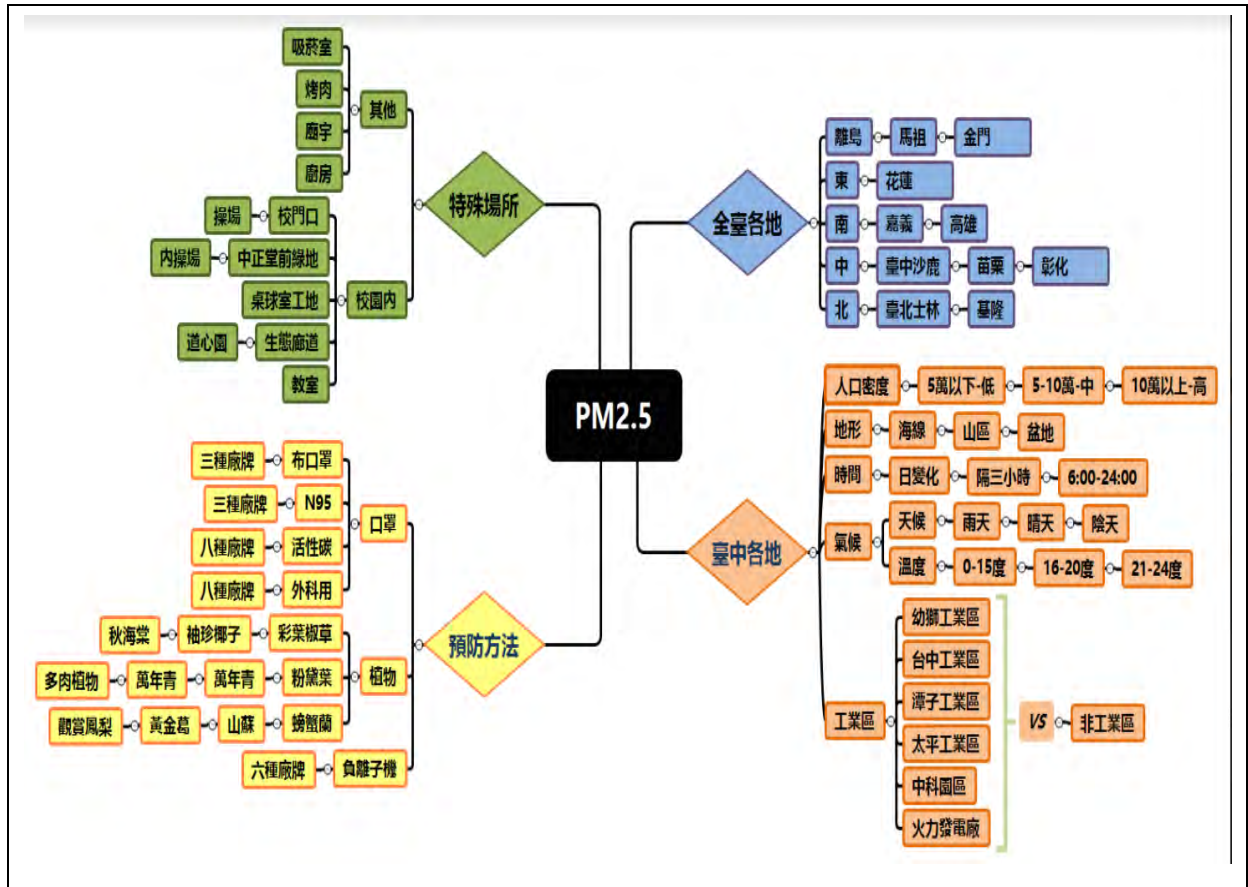 PM2.5
特殊場所
其他
吸菸室
烤肉
廟宇
廚房
校園內
校門口
操場
中正堂前綠地
內操場
桌球室工地
生態廊道
道心園
教室
全臺各地
離島 馬祖 金門
東 花蓮
南 嘉義 高雄
中 臺中沙鹿 苗栗 彰化
北 臺北士林 基隆
臺中各地
人口密度 5萬以下-低 5-10萬-中 10萬以上-高
地形 海線 山區 盆地
時間 日變化 隔三小時 6:00-24:00
氣候
天候 雨天 晴天 陰天
溫度 0-15度 16-20度 21-24度
工業區
幼獅工業區
台中工業區
潭子工業區
太平工業區
中科園區
火力發電廠
VS 非工業區
預防方法
口罩
三種廠牌 布口罩
三種廠牌 N95
八種廠牌 活性碳
八種廠牌 外科用
植物
秋海棠 袖珍椰子 彩葉椒草
多肉植物 萬年青 萬年青 粉黛葉
觀賞鳳梨 黃金葛 山蘇 螃蟹蘭
六種廠牌 負離子機